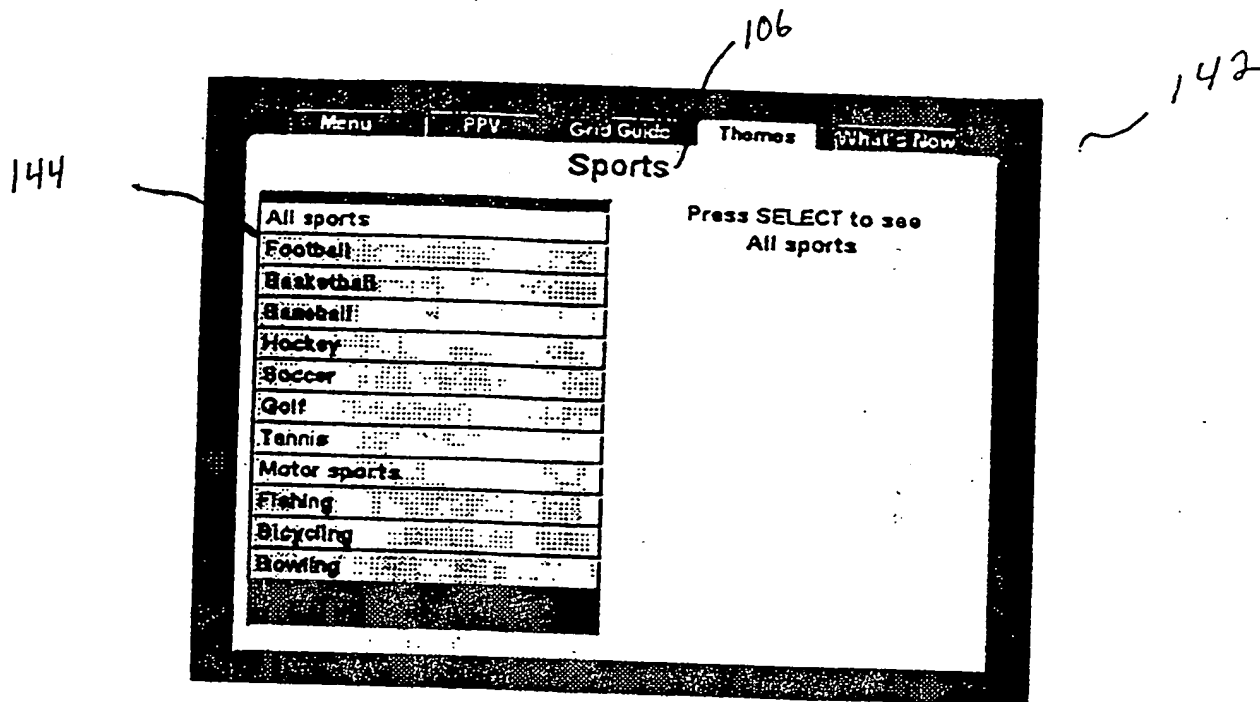 106
142
Menu PPV Grid Guide Themes What's Now
Sports
144
All sports
Football
Basketball
Baseball
Hockey
Soccer
Golf
Tennis
Motor sports
Fishing
Bicycling
Bowling
Press SELECT to see
All sports